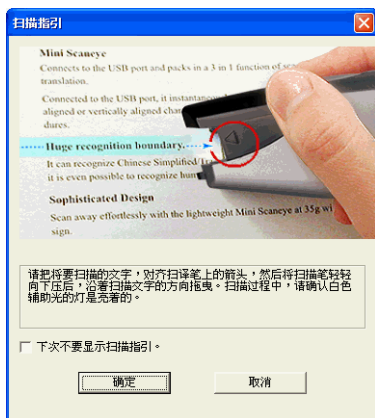 扫描指引
Mini Scaneye
Connects to the USB port and packs in a 3 in 1 function of
translation.
Connected to the USB port, it
aligned or vertically aligned
dures.
Huge recognition boundary.
It can recognize Chinese
it is even possible to recognize
Sophisticated Design
Scan away effortlessly with the lightweight Mini Scaneye at 35g
sign.
请把将要扫描的文字，对齐扫译笔上的箭头，然后将扫描笔轻轻
向下压后，沿着扫描文字的方向拖曳。扫描过程中，请确认白色
辅助光的灯是亮着的。
下次不要显示扫描指引。
确定
取消